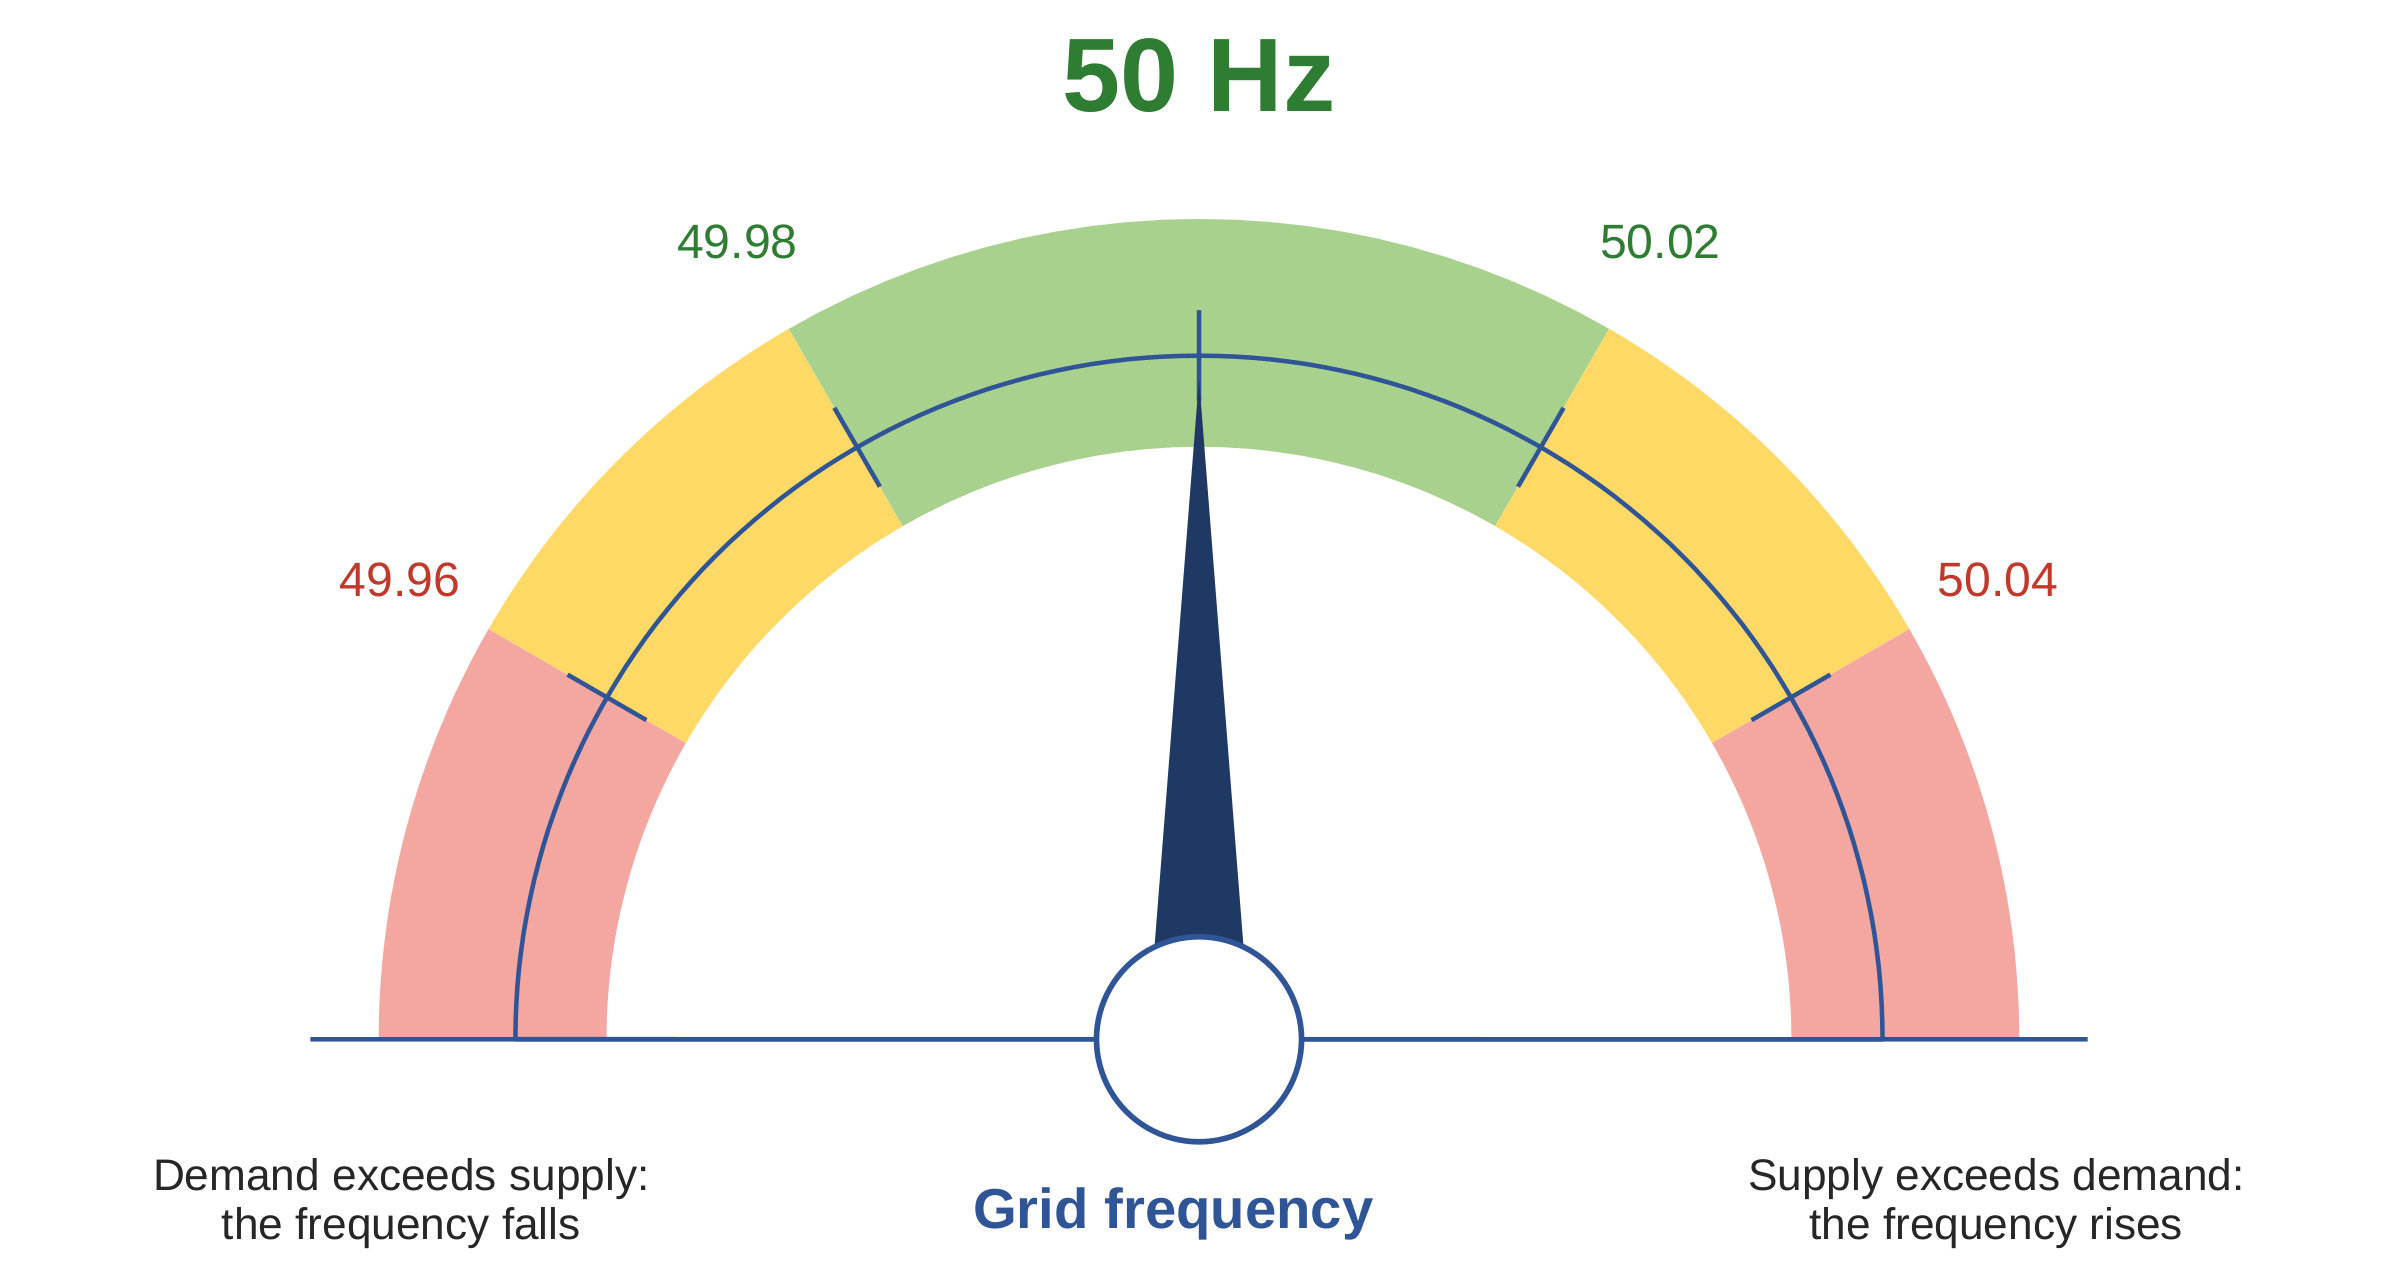 50 Hz
49.98
50.02
49.96
50.04
Demand exceeds supply:
the frequency falls
Grid frequency
Supply exceeds demand:
the frequency rises